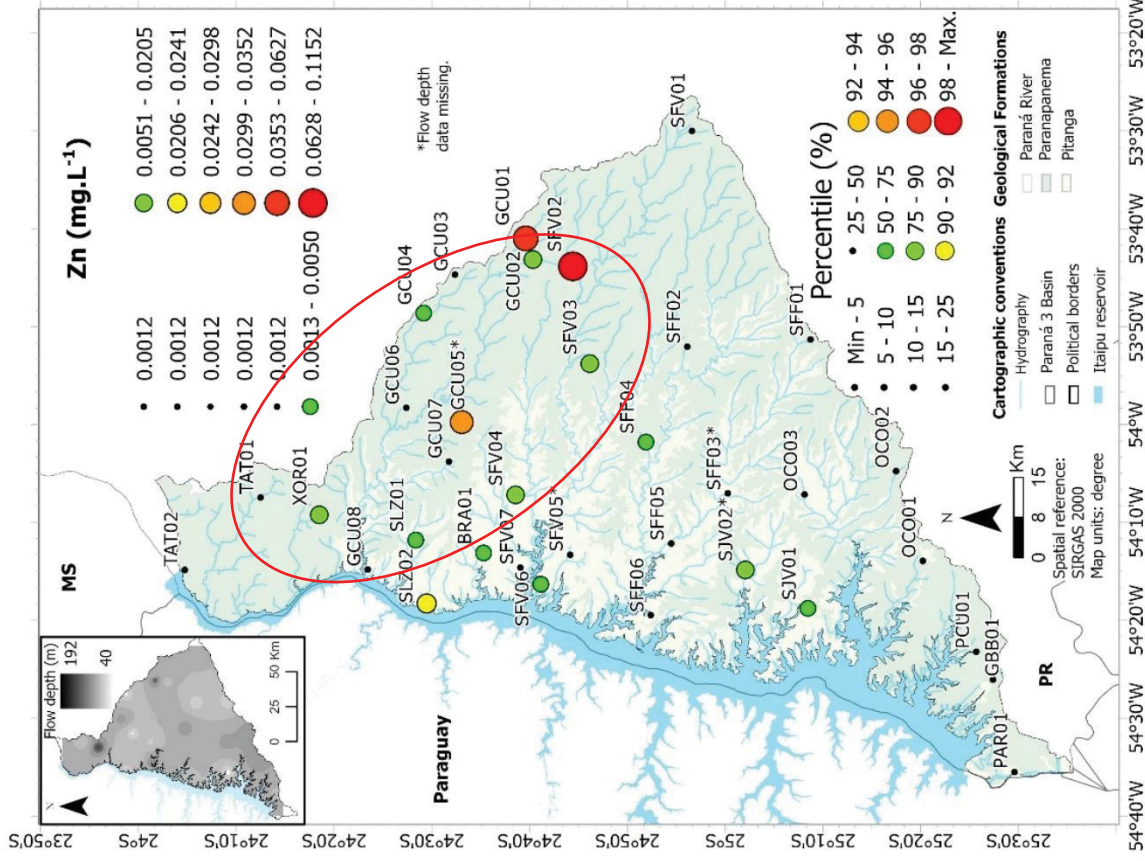 MS
Zn (mg.L⁻¹)
0.0012
0.0012
0.0012
0.0012
0.0012
0.0013 - 0.0050
0.0051 - 0.0205
0.0206 - 0.0241
0.0242 - 0.0298
0.0299 - 0.0352
0.0353 - 0.0627
0.0628 - 0.1152
*Flow depth
data missing.
N
Flow depth (m)
192
40
0 25 50 Km
Paraguay
PR
TAT02
TAT01
XOR01
GCU08
SLZ01
SLZ02
BRA01
GCU07
GCU06
GCU05*
GCU04
GCU03
GCU02
GCU01
SFV01
SFV02
SFV03
SFV04
SFV05*
SFV06
SFV07
SFF01
SFF02
SFF03*
SFF04
SFF05
SFF06
SJV02*
SJV01
OCO03
OCO02
OCO01
PCU01
GBB01
PAR01
Percentile (%)
Min - 5
5 - 10
10 - 15
15 - 25
25 - 50
50 - 75
75 - 90
90 - 92
92 - 94
94 - 96
96 - 98
98 - Max.
N
0 8 15 Km
Spatial reference:
SIRGAS 2000
Map units: degree
Cartographic conventions
Hydrography
Paraná 3 Basin
Political borders
Itaipu reservoir
Geological Formations
Paraná River
Paranapanema
Pitanga
23°50'S
24°S
24°10'S
24°20'S
24°30'S
24°40'S
24°50'S
25°S
25°10'S
25°20'S
25°30'S
54°40'W
54°30'W
54°20'W
54°11'W
54°W
53°50'W
53°40'W
53°30'W
53°20'W